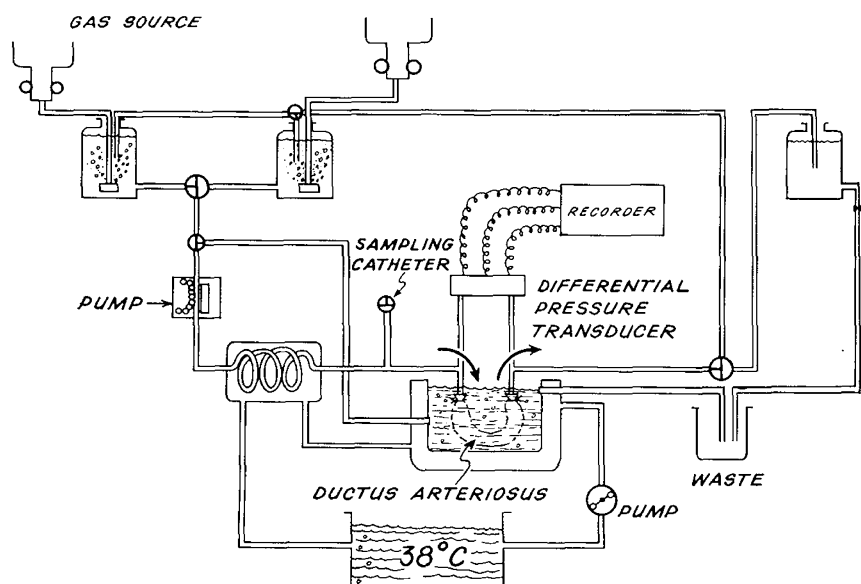 GAS SOURCE
RECORDER
SAMPLING
CATHETER
DIFFERENTIAL
PRESSURE
TRANSDUCER
PUMP
DUCTUS ARTERIOSUS
WASTE
PUMP
38°C